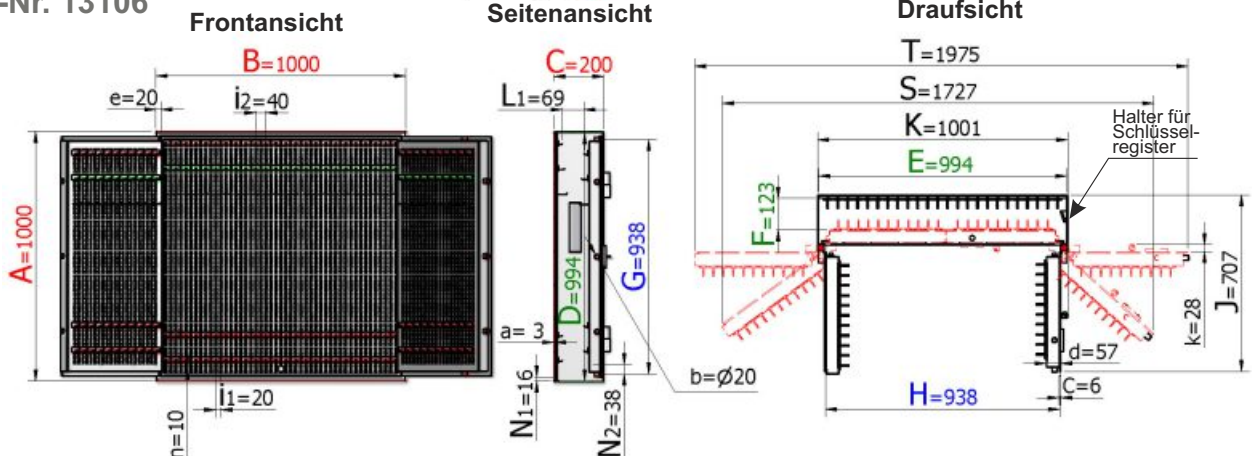 -Nr. 13106
Frontansicht
Seitenansicht
Draufsicht
B=1000
e=20
i2=40
A=1000
i1=20
n=10
C=200
L1=69
D=994
G=938
a= 3
N1=16
N2=38
b=Ø20
T=1975
S=1727
K=1001
E=994
F=123
Halter für
Schlüssel-
register
J=707
k=28
d=57
C=6
H=938